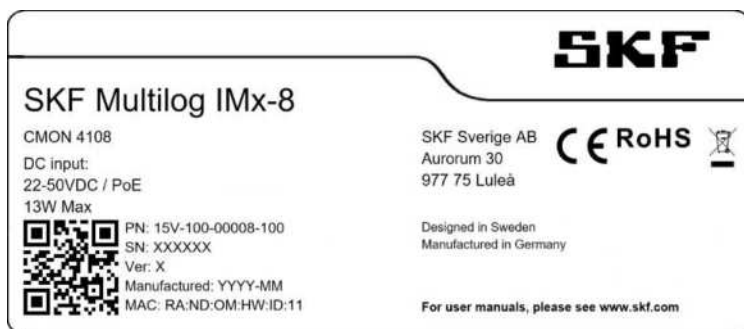 SKF
SKF Multilog IMx-8
CMON 4108
DC input:
22-50VDC / PoE
13W Max
PN: 15V-100-00008-100
SN: XXXXXX
Ver: X
Manufactured: YYYY-MM
MAC: RA:ND:OM:HW:ID:11
SKF Sverige AB
Aurorum 30
977 75 Luleå
CE RoHS
Designed in Sweden
Manufactured in Germany
For user manuals, please see www.skf.com